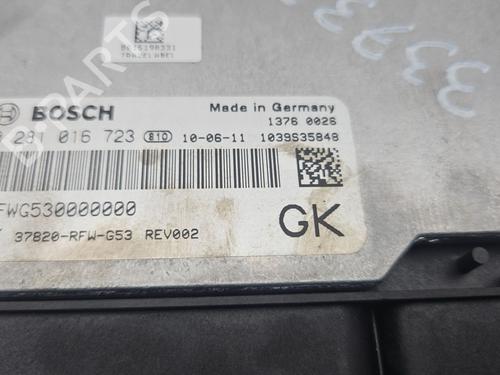 BOSCH
Made in Germany
1376 0026
281 016 723 810 10-06-11 1039S35848
FWG530000000
GK
37820-RFW-G53 REV002